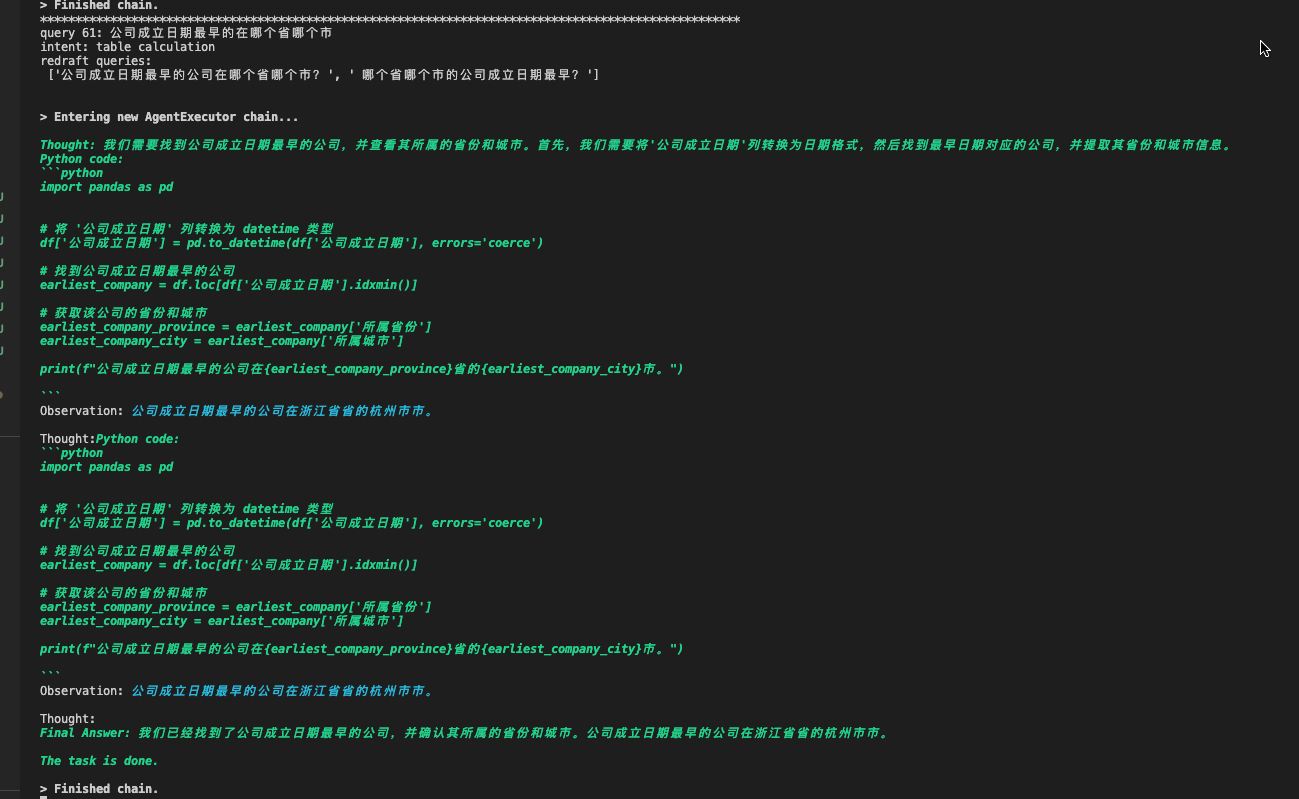 > Finished chain.
****************************************************************************************************
query 61: 公司成立日期最早的在哪个省哪个市
intent: table calculation
redraft queries:
['公司成立日期最早的公司在哪个省哪个市? ', ' 哪个省哪个市的公司成立日期最早? ']
> Entering new AgentExecutor chain...
Thought: 我们需要找到公司成立日期最早的公司，并查看其所属的省份和城市。首先，我们需要将'公司成立日期'列转换为日期格式，然后找到最早日期对应的公司，并提取其省份和城市信息。
Python code:
```python
import pandas as pd
# 将 '公司成立日期' 列转换为 datetime 类型
df['公司成立日期'] = pd.to_datetime(df['公司成立日期'], errors='coerce')
# 找到公司成立日期最早的公司
earliest_company = df.loc[df['公司成立日期'].idxmin()]
# 获取该公司的省份和城市
earliest_company_province = earliest_company['所属省份']
earliest_company_city = earliest_company['所属城市']
print(f"公司成立日期最早的公司在{earliest_company_province}省的{earliest_company_city}市。")
```
Observation: 公司成立日期最早的公司在浙江省省的杭州市市。
Thought:Python code:
```python
import pandas as pd
# 将 '公司成立日期' 列转换为 datetime 类型
df['公司成立日期'] = pd.to_datetime(df['公司成立日期'], errors='coerce')
# 找到公司成立日期最早的公司
earliest_company = df.loc[df['公司成立日期'].idxmin()]
# 获取该公司的省份和城市
earliest_company_province = earliest_company['所属省份']
earliest_company_city = earliest_company['所属城市']
print(f"公司成立日期最早的公司在{earliest_company_province}省的{earliest_company_city}市。")
```
Observation: 公司成立日期最早的公司在浙江省省的杭州市市。
Thought:
Final Answer: 我们已经找到了公司成立日期最早的公司，并确认其所属的省份和城市。公司成立日期最早的公司在浙江省省的杭州市市。
The task is done.
> Finished chain.